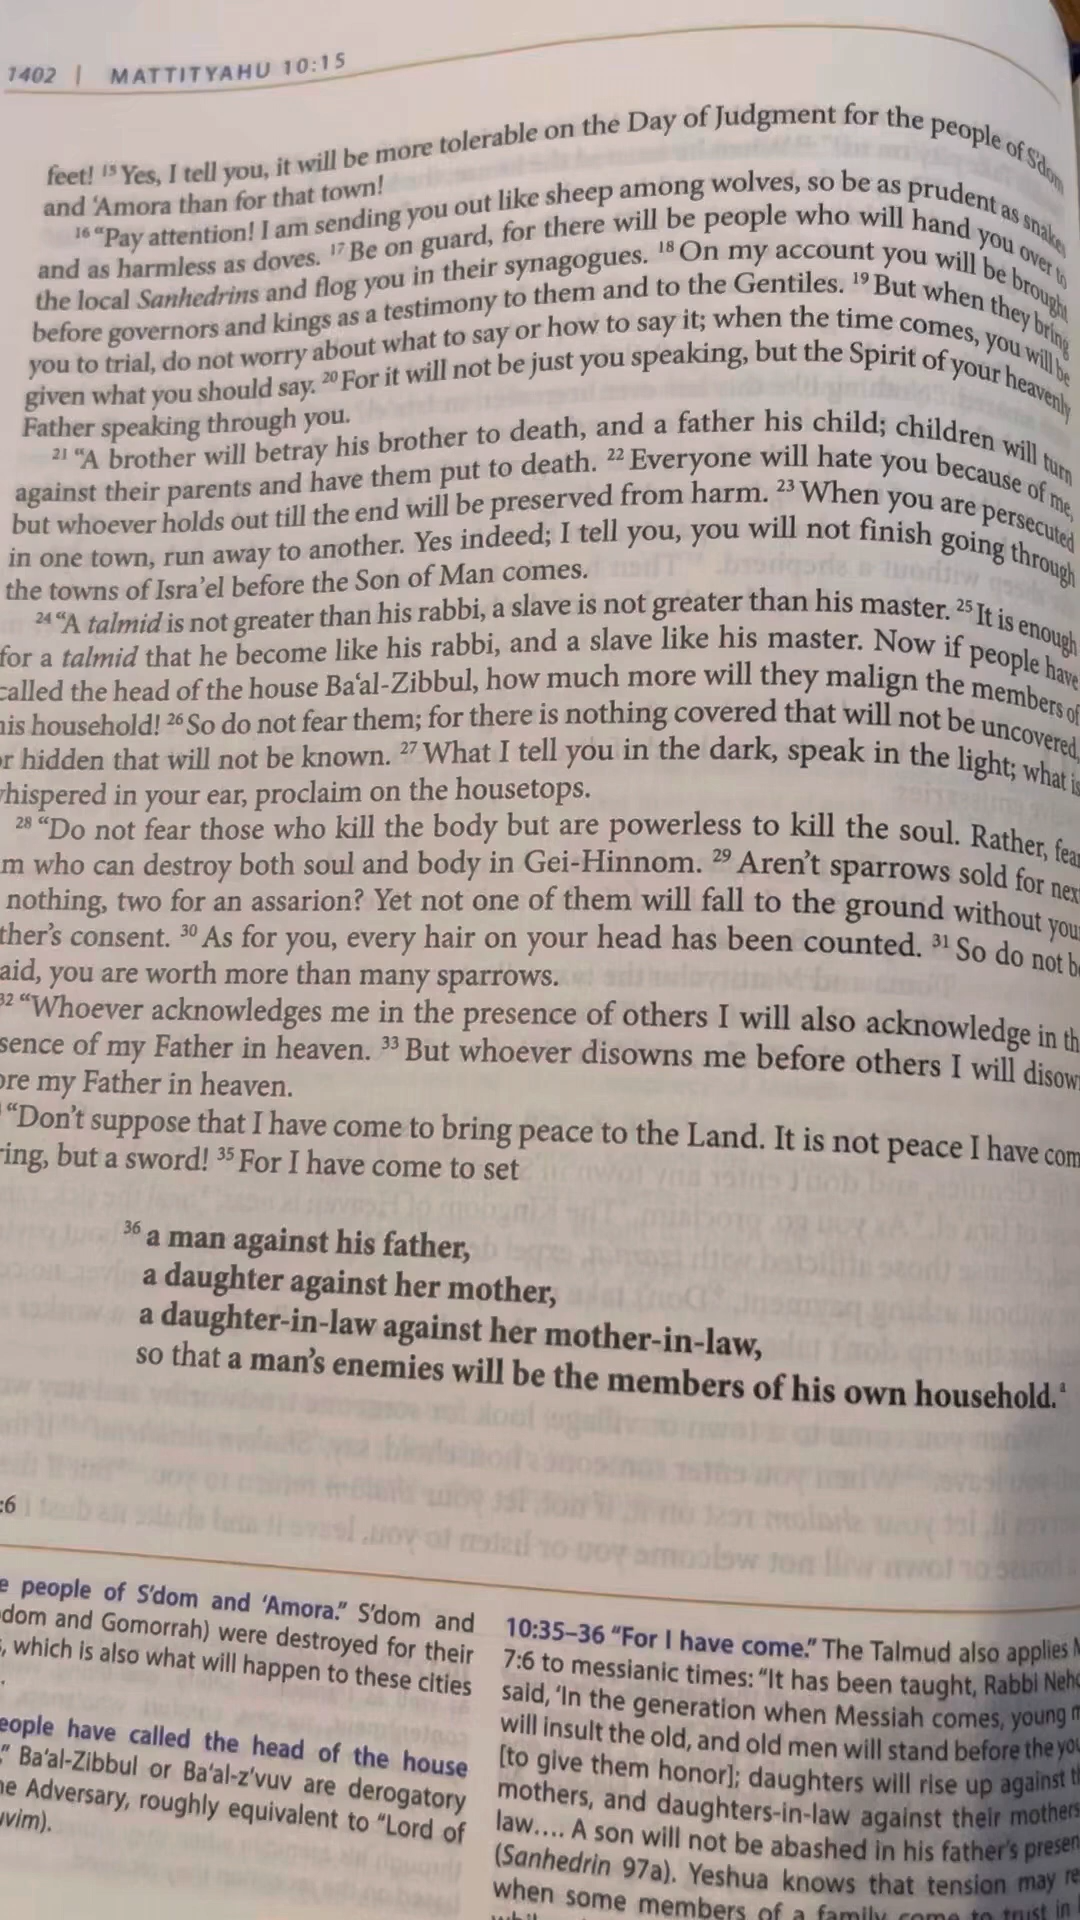 1402 | MATTITYAHU 10:15
feet! 15 Yes, I tell you, it will be more tolerable on the Day of Judgment for the people of S'dom
and ‘Amora than for that town!
16 “Pay attention! I am sending you out like sheep among wolves, so be as prudent as snakes
and as harmless as doves. 17 Be on guard, for there will be people who will hand you over to
the local Sanhedrins and flog you in their synagogues. 18 On my account you will be brought
before governors and kings as a testimony to them and to the Gentiles. 19 But when they bring
you to trial, do not worry about what to say or how to say it; when the time comes, you will be
given what you should say. 20 For it will not be just you speaking, but the Spirit of your heavenly
Father speaking through you.
21 “A brother will betray his brother to death, and a father his child; children will turn
against their parents and have them put to death. 22 Everyone will hate you because of me,
but whoever holds out till the end will be preserved from harm. 23 When you are persecuted
in one town, run away to another. Yes indeed; I tell you, you will not finish going through
the towns of Isra’el before the Son of Man comes.
24 “A talmid is not greater than his rabbi, a slave is not greater than his master. 25 It is enough
for a talmid that he become like his rabbi, and a slave like his master. Now if people have
called the head of the house Ba‘al-Zibbul, how much more will they malign the members of
his household! 26 So do not fear them; for there is nothing covered that will not be uncovered,
r hidden that will not be known. 27 What I tell you in the dark, speak in the light; what is
whispered in your ear, proclaim on the housetops.
28 “Do not fear those who kill the body but are powerless to kill the soul. Rather, fear
m who can destroy both soul and body in Gei-Hinnom. 29 Aren’t sparrows sold for nex
nothing, two for an assarion? Yet not one of them will fall to the ground without your
ther’s consent. 30 As for you, every hair on your head has been counted. 31 So do not be
aid, you are worth more than many sparrows.
32 “Whoever acknowledges me in the presence of others I will also acknowledge in th
sence of my Father in heaven. 33 But whoever disowns me before others I will disow
ore my Father in heaven.
“Don’t suppose that I have come to bring peace to the Land. It is not peace I have com
ring, but a sword! 35 For I have come to set
36 a man against his father,
a daughter against her mother,
a daughter-in-law against her mother-in-law,
so that a man’s enemies will be the members of his own household.a
:6
e people of S’dom and ‘Amora.” S’dom and
dom and Gomorrah) were destroyed for their
, which is also what will happen to these cities
eople have called the head of the house
” Ba‘al-Zibbul or Ba‘al-z’vuv are derogatory
he Adversary, roughly equivalent to “Lord of
vim).
10:35–36 “For I have come.” The Talmud also applies M
7:6 to messianic times: “It has been taught, Rabbi Neho
said, ‘In the generation when Messiah comes, young m
will insult the old, and old men will stand before the you
[to give them honor]; daughters will rise up against th
mothers, and daughters-in-law against their mothers
law.... A son will not be abashed in his father’s presen
(Sanhedrin 97a). Yeshua knows that tension may re
when some members of a family come to trust in